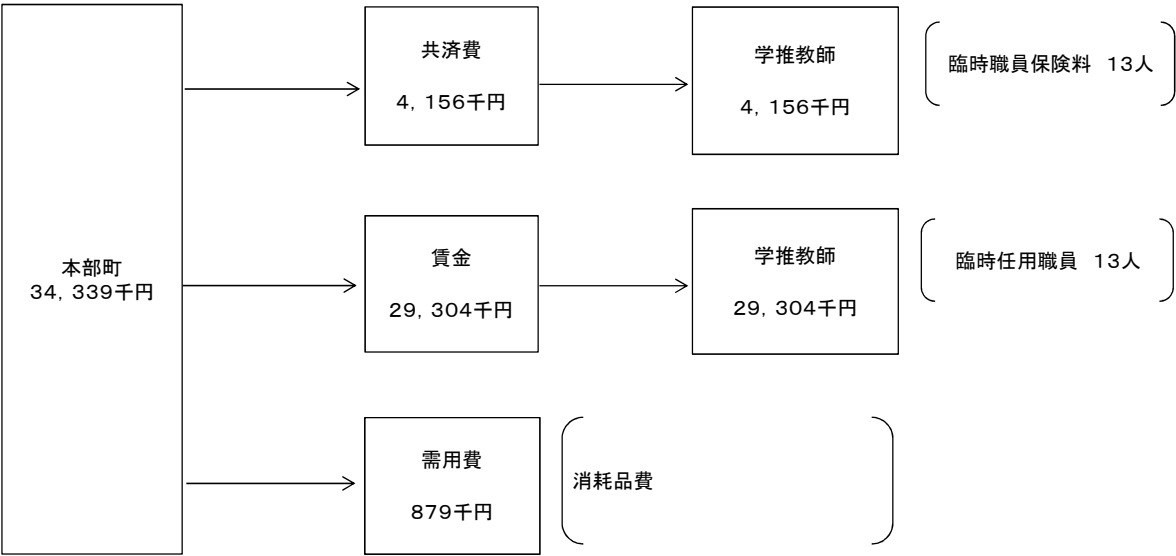 本部町
34,339千円
共済費
4,156千円
学推教師
4,156千円
臨時職員保険料 13人
賃金
29,304千円
学推教師
29,304千円
臨時任用職員 13人
需用費
879千円
消耗品費